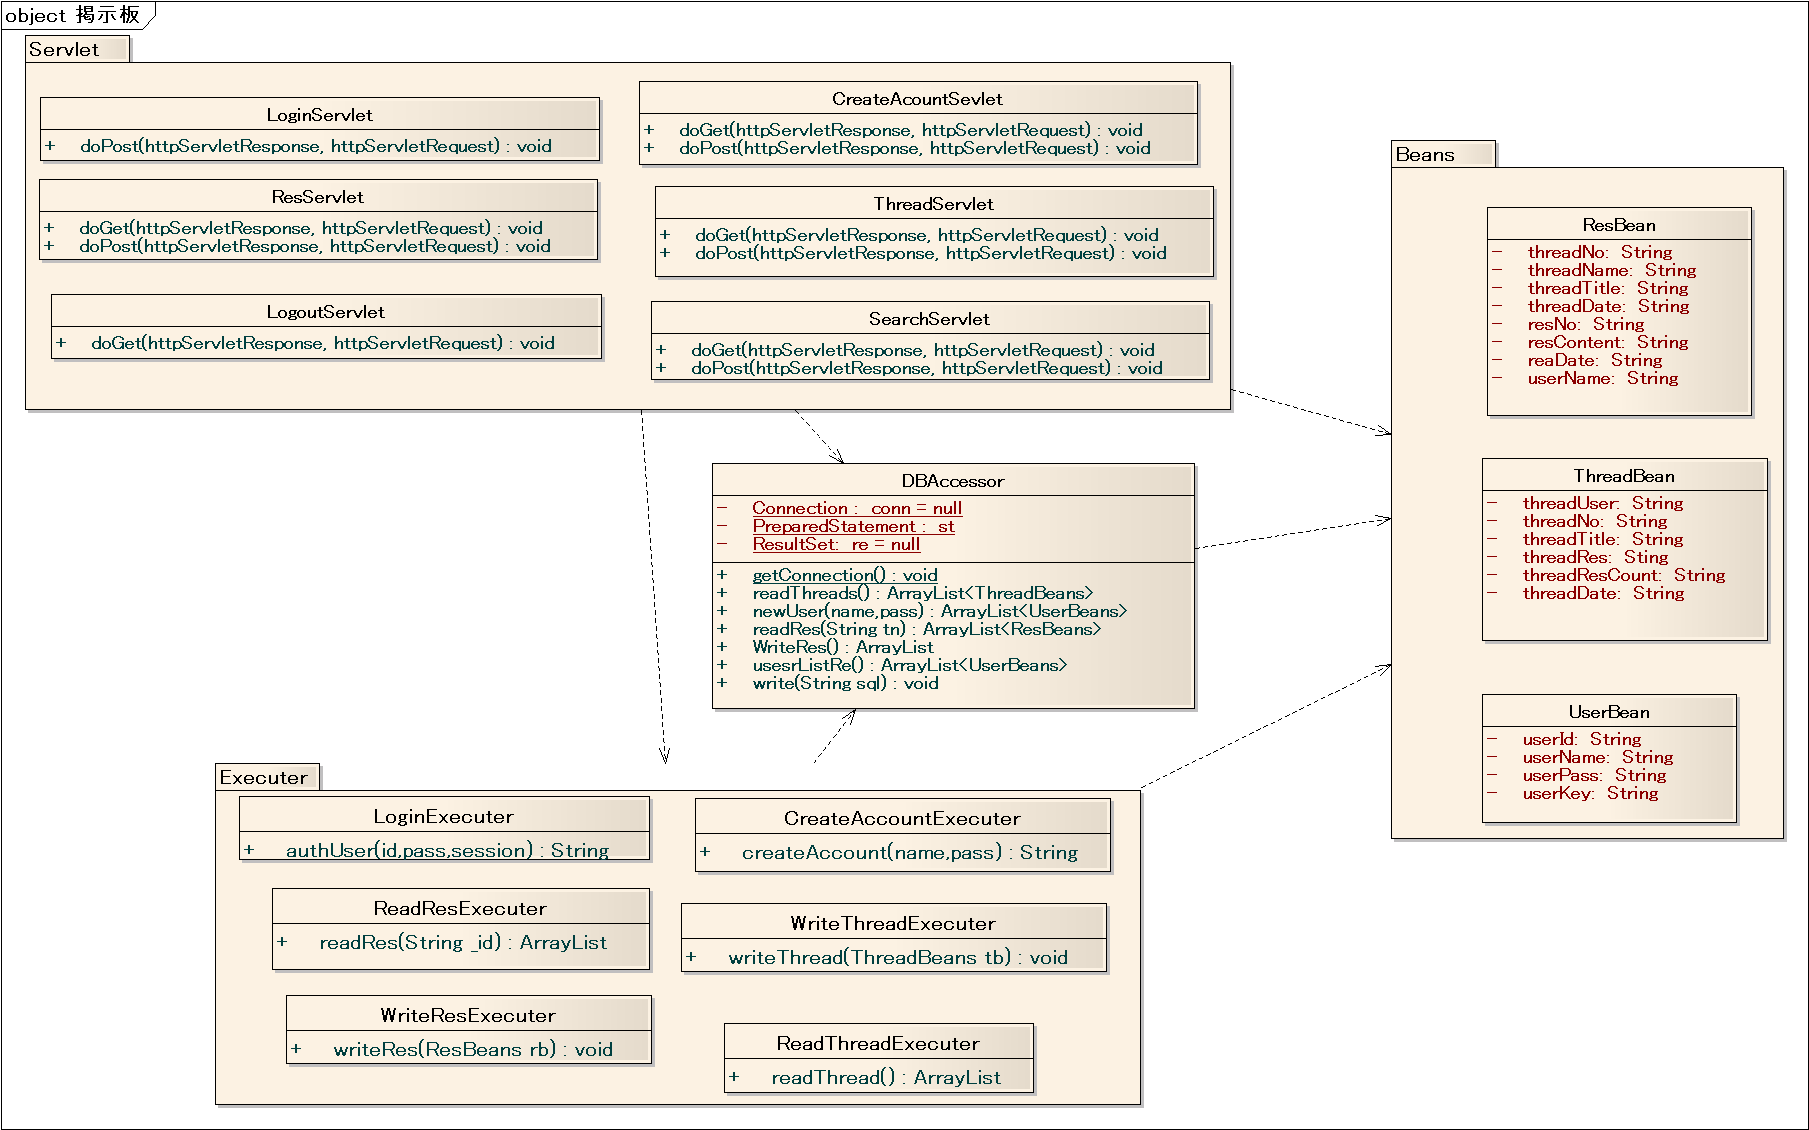 object 掲示板
Servlet
LoginServlet
+ doPost(httpServletResponse, httpServletRequest) : void
CreateAcountSevlet
+ doGet(httpServletResponse, httpServletRequest) : void
+ doPost(httpServletResponse, httpServletRequest) : void
ResServlet
+ doGet(httpServletResponse, httpServletRequest) : void
+ doPost(httpServletResponse, httpServletRequest) : void
ThreadServlet
+ doGet(httpServletResponse, httpServletRequest) : void
+ doPost(httpServletResponse, httpServletRequest) : void
LogoutServlet
+ doGet(httpServletResponse, httpServletRequest) : void
SearchServlet
+ doGet(httpServletResponse, httpServletRequest) : void
+ doPost(httpServletResponse, httpServletRequest) : void
Beans
ResBean
- threadNo: String
- threadName: String
- threadTitle: String
- threadDate: String
- resNo: String
- resContent: String
- reaDate: String
- userName: String
ThreadBean
- threadUser: String
- threadNo: String
- threadTitle: String
- threadRes: Sting
- threadResCount: String
- threadDate: String
UserBean
- userId: String
- userName: String
- userPass: String
- userKey: String
DBAccessor
- Connection : conn = null
- PreparedStatement : st
- ResultSet: re = null
+ getConnection() : void
+ readThreads() : ArrayList<ThreadBeans>
+ newUser(name,pass) : ArrayList<UserBeans>
+ readRes(String tn) : ArrayList<ResBeans>
+ WriteRes() : ArrayList
+ usesrListRe() : ArrayList<UserBeans>
+ write(String sql) : void
Executer
LoginExecuter
+ authUser(id,pass,session) : String
CreateAccountExecuter
+ createAccount(name,pass) : String
ReadResExecuter
+ readRes(String _id) : ArrayList
WriteThreadExecuter
+ writeThread(ThreadBeans tb) : void
WriteResExecuter
+ writeRes(ResBeans rb) : void
ReadThreadExecuter
+ readThread() : ArrayList